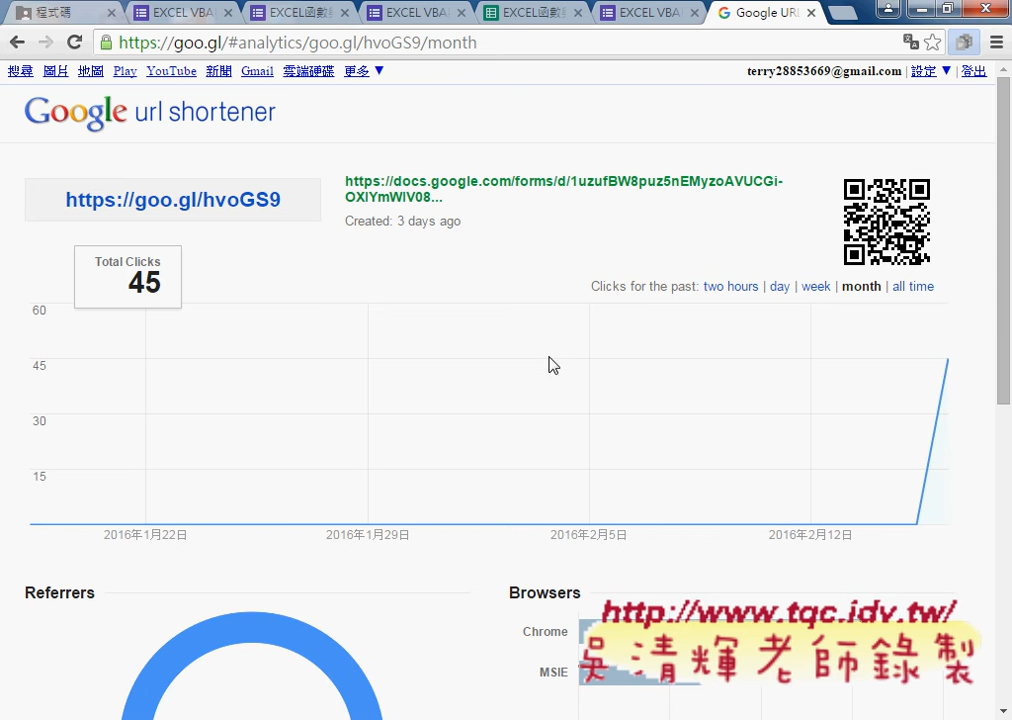 程式碼
EXCEL VBA
EXCEL函數
EXCEL VBA
EXCEL函數
EXCEL VBA
Google URL
https://goo.gl/#analytics/goo.gl/hvoGS9/month
搜尋 圖片 地圖 Play YouTube 新聞 Gmail 雲端硬碟 更多 ▼
terry28853669@gmail.com | 設定 ▼ | 登出
Google url shortener
https://goo.gl/hvoGS9
https://docs.google.com/forms/d/1uzufBW8puz5nEMyzoAVUCGi-
OXIYmWIV08...
Created: 3 days ago
Total Clicks
45
Clicks for the past: two hours | day | week | month | all time
60
45
30
15
2016年1月22日
2016年1月29日
2016年2月5日
2016年2月12日
Referrers
Browsers
Chrome
MSIE
http://www.tqc.idv.tw/
吳清輝老師錄製